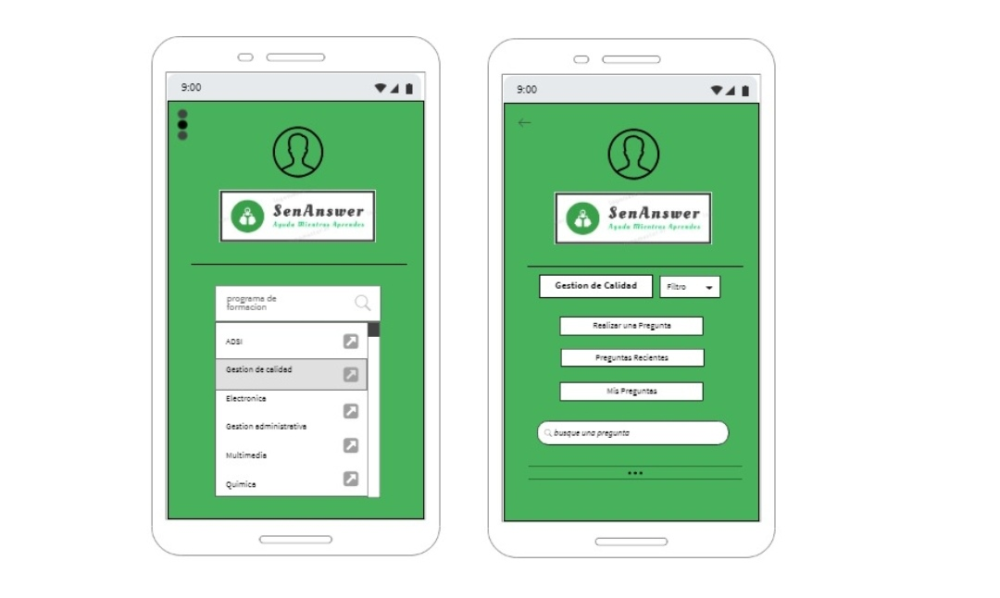 9:00
SenAnswer
Ayuda Mientras Aprendes
programa de
formacion
ADSI
Gestion de calidad
Electronica
Gestion administrativa
Multimedia
Quimica
9:00
SenAnswer
Ayuda Mientras Aprendes
Gestion de Calidad
Filtro
Realizar una Pregunta
Preguntas Recientes
Mis Preguntas
busque una pregunta